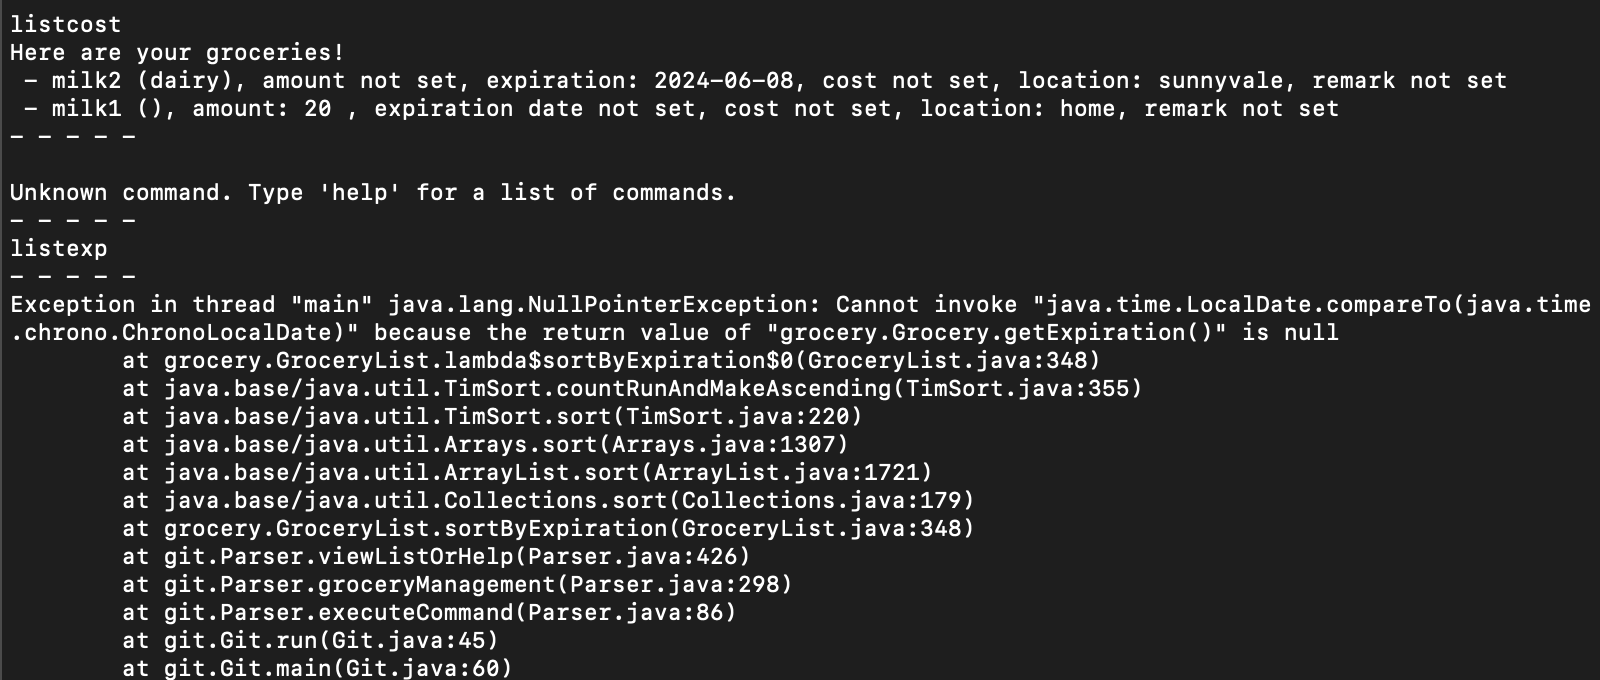 listcost
Here are your groceries!
 - milk2 (dairy), amount not set, expiration: 2024-06-08, cost not set, location: sunnyvale, remark not set
 - milk1 (), amount: 20 , expiration date not set, cost not set, location: home, remark not set
- - - - -

Unknown command. Type 'help' for a list of commands.
- - - - -
listexp
- - - - -
Exception in thread "main" java.lang.NullPointerException: Cannot invoke "java.time.LocalDate.compareTo(java.time
.chrono.ChronoLocalDate)" because the return value of "grocery.Grocery.getExpiration()" is null
        at grocery.GroceryList.lambda$sortByExpiration$0(GroceryList.java:348)
        at java.base/java.util.TimSort.countRunAndMakeAscending(TimSort.java:355)
        at java.base/java.util.TimSort.sort(TimSort.java:220)
        at java.base/java.util.Arrays.sort(Arrays.java:1307)
        at java.base/java.util.ArrayList.sort(ArrayList.java:1721)
        at java.base/java.util.Collections.sort(Collections.java:179)
        at grocery.GroceryList.sortByExpiration(GroceryList.java:348)
        at git.Parser.viewListOrHelp(Parser.java:426)
        at git.Parser.groceryManagement(Parser.java:298)
        at git.Parser.executeCommand(Parser.java:86)
        at git.Git.run(Git.java:45)
        at git.Git.main(Git.java:60)